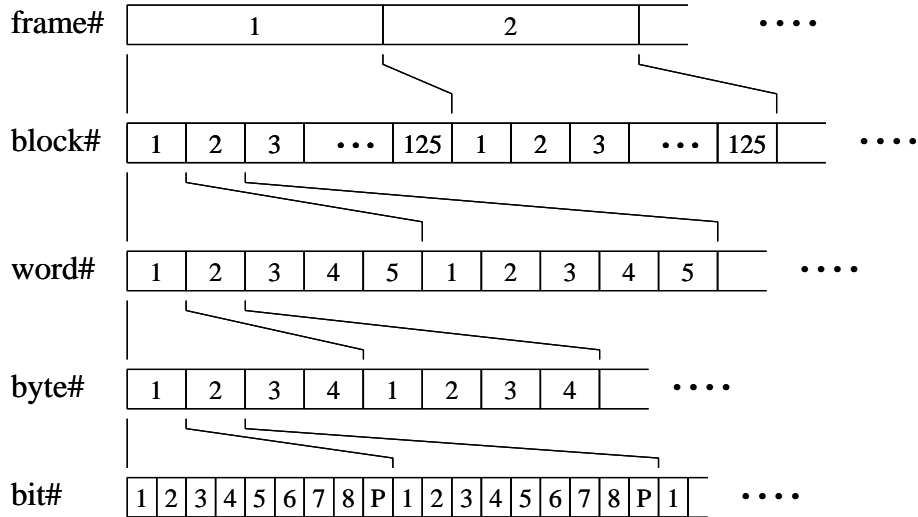 frame# 1 2 ····
block# 1 2 3 ··· 125 1 2 3 ··· 125 ····
word# 1 2 3 4 5 1 2 3 4 5 ····
byte# 1 2 3 4 1 2 3 4 ····
bit# 1 2 3 4 5 6 7 8 P 1 2 3 4 5 6 7 8 P 1 ····